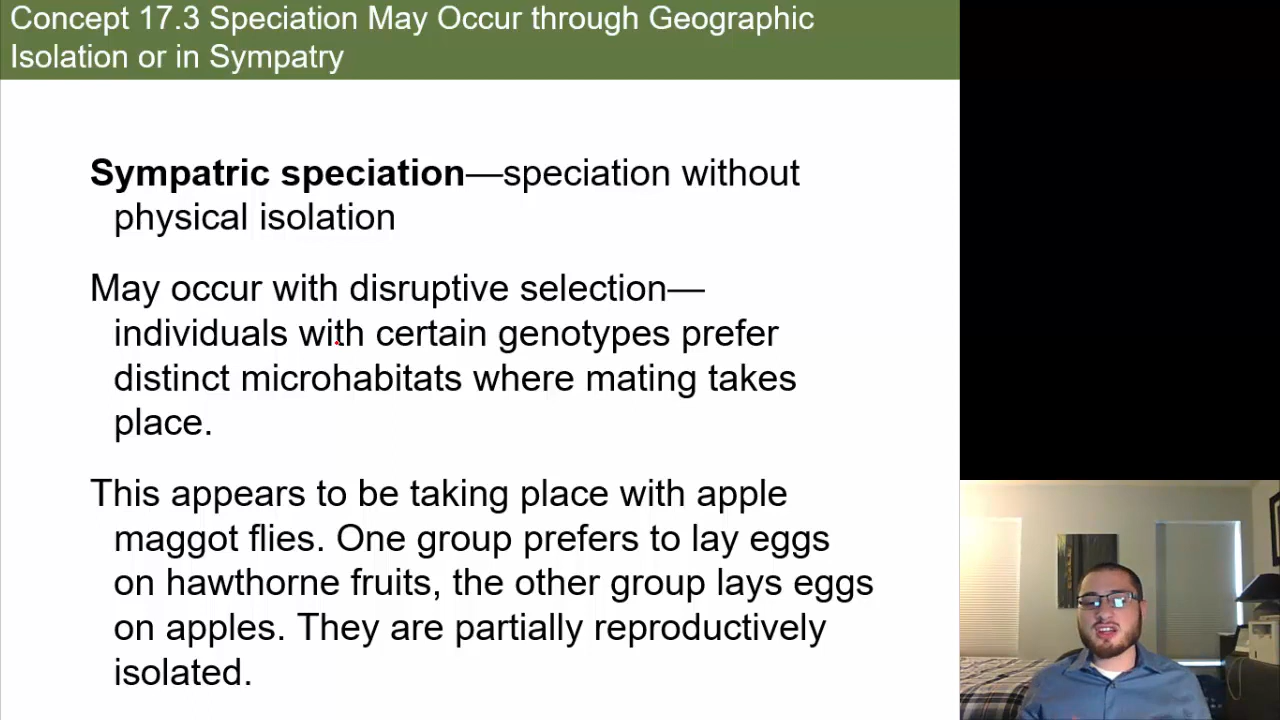 Concept 17.3 Speciation May Occur through Geographic
Isolation or in Sympatry
Sympatric speciation—speciation without
physical isolation
May occur with disruptive selection—
individuals with certain genotypes prefer
distinct microhabitats where mating takes
place.
This appears to be taking place with apple
maggot flies. One group prefers to lay eggs
on hawthorne fruits, the other group lays eggs
on apples. They are partially reproductively
isolated.